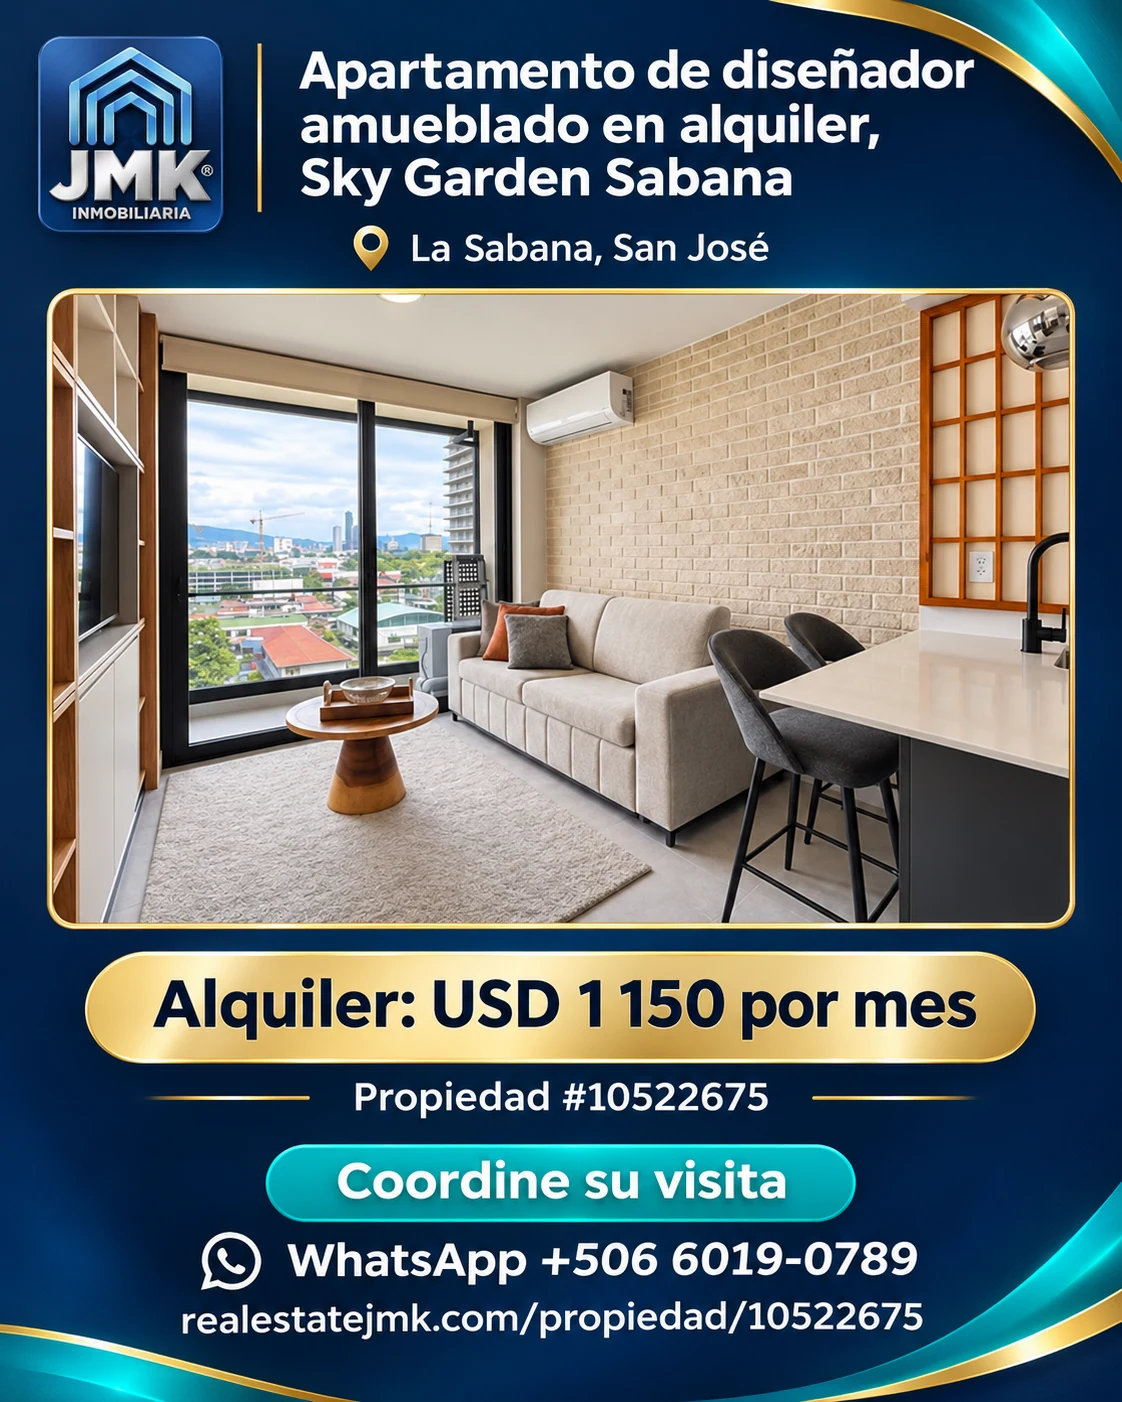 JMK®
INMOBILIARIA
Apartamento de diseñador
amueblado en alquiler,
Sky Garden Sabana
La Sabana, San José
Alquiler: USD 1 150 por mes
Propiedad #10522675
Coordine su visita
WhatsApp +506 6019-0789
realestatejmk.com/propiedad/10522675